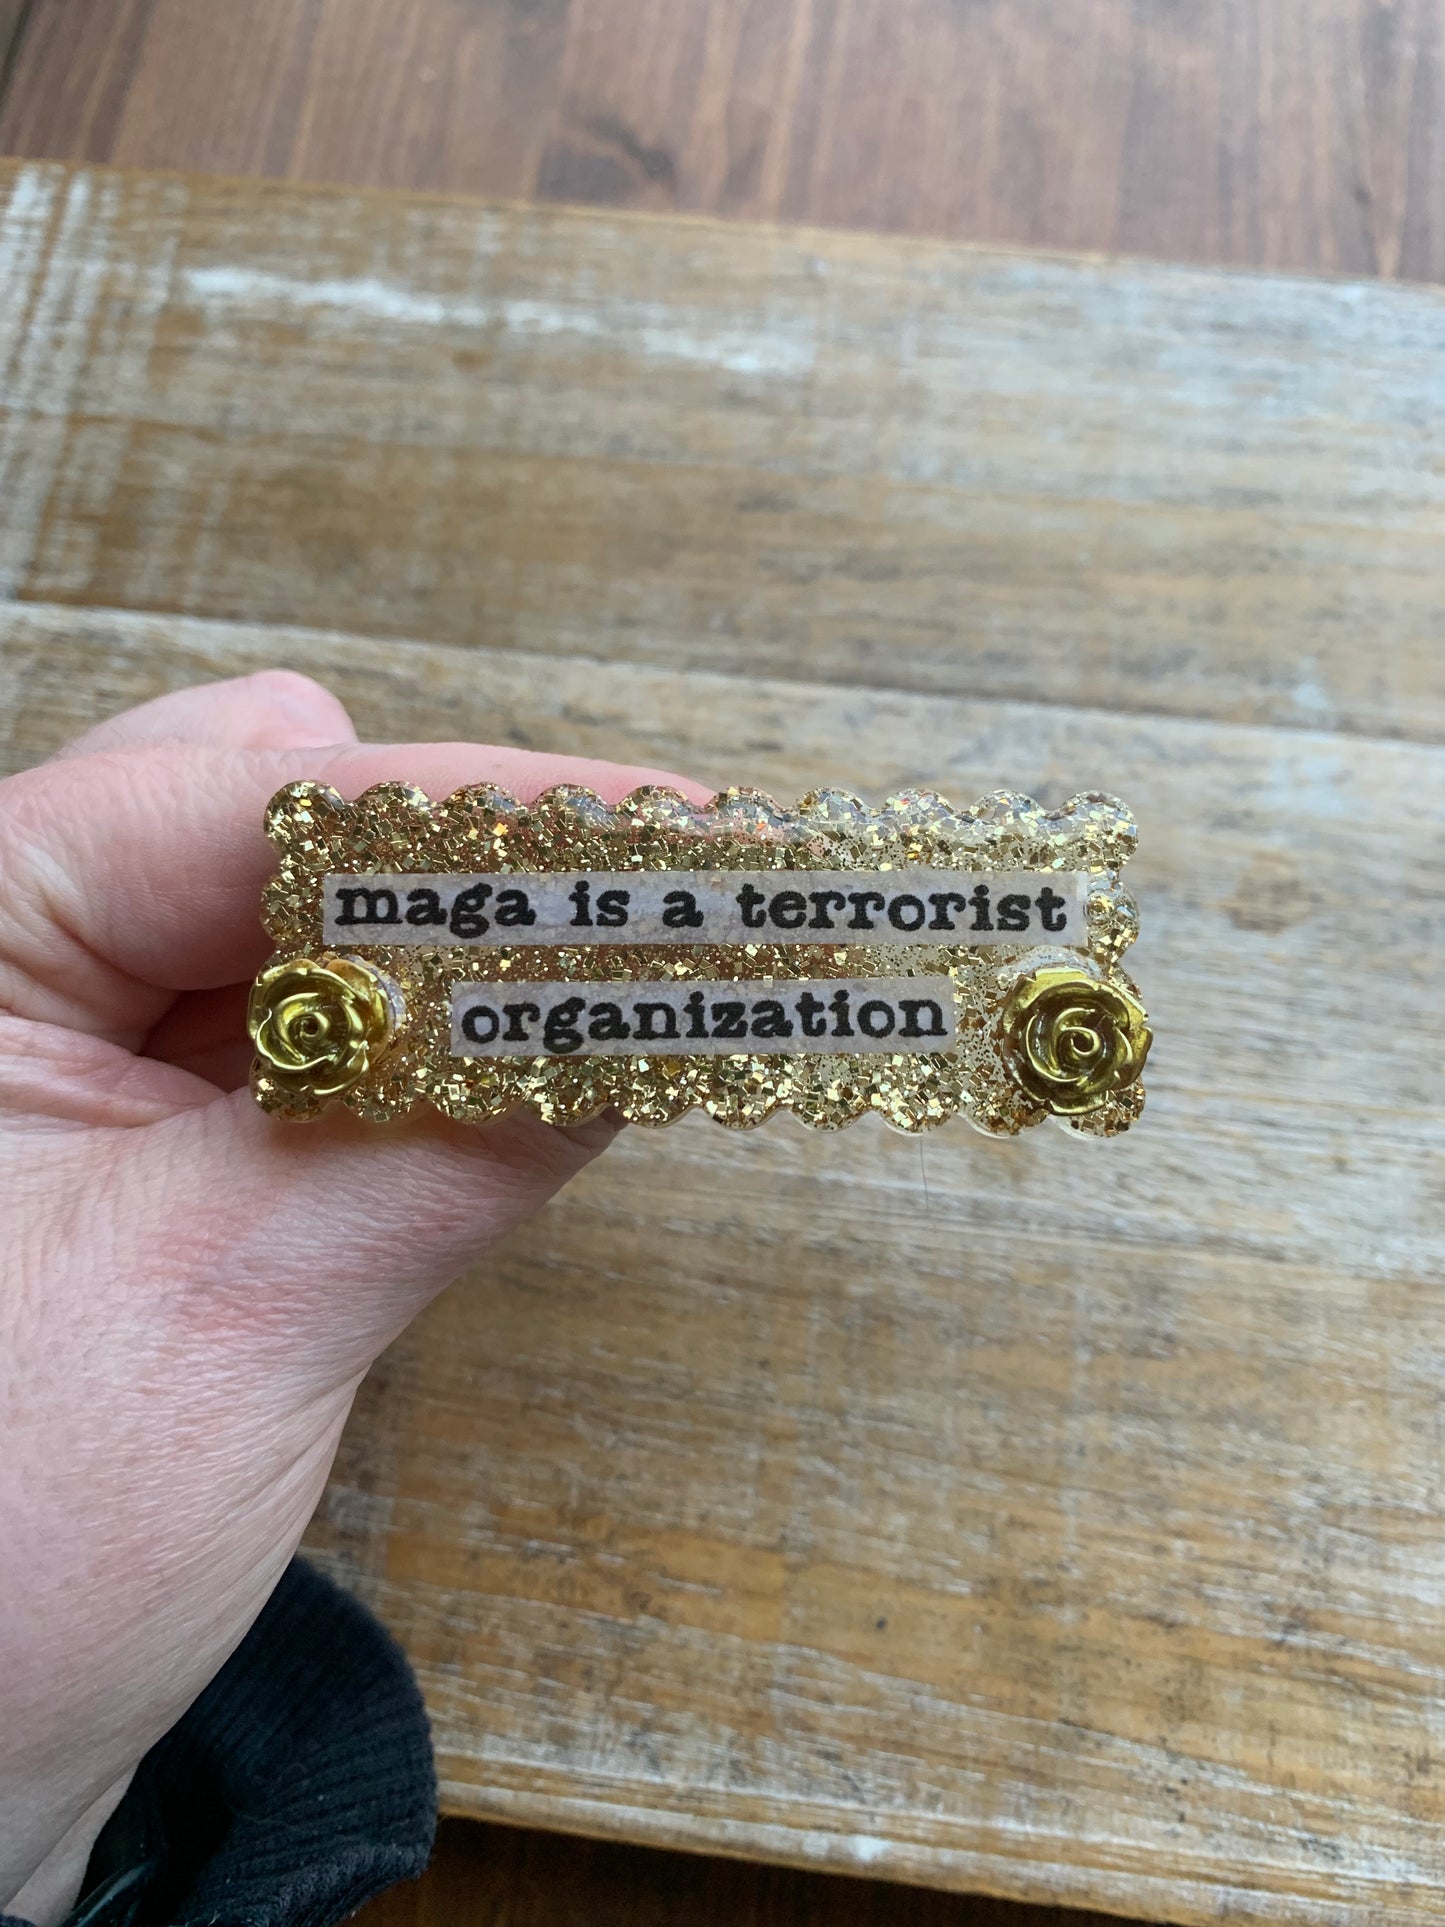 maga is a terrorist
organization